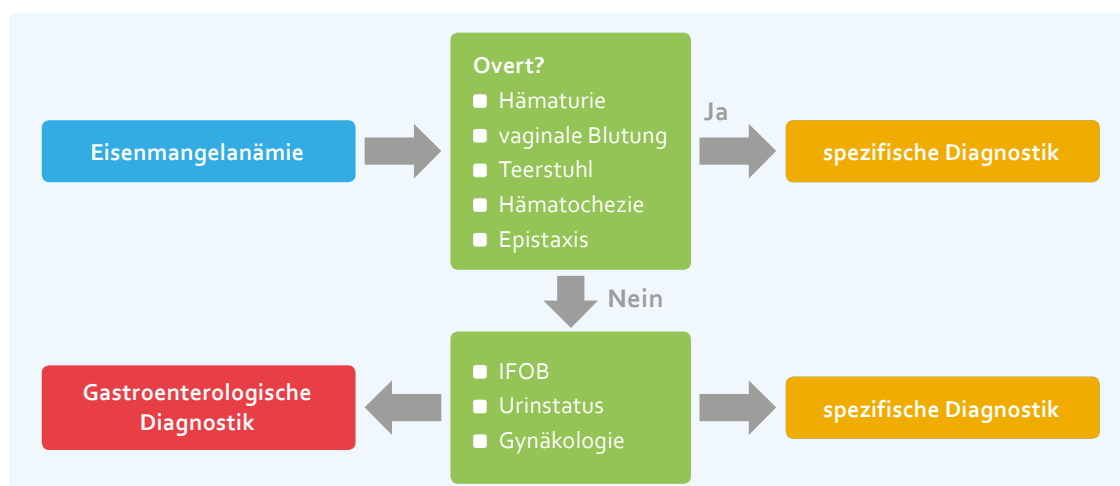 Eisenmangelanämie
Overt?
Hämaturie
vaginale Blutung
Teerstuhl
Hämatochezie
Epistaxis
Ja
spezifische Diagnostik
Nein
Gastroenterologische
Diagnostik
IFOB
Urinstatus
Gynäkologie
spezifische Diagnostik